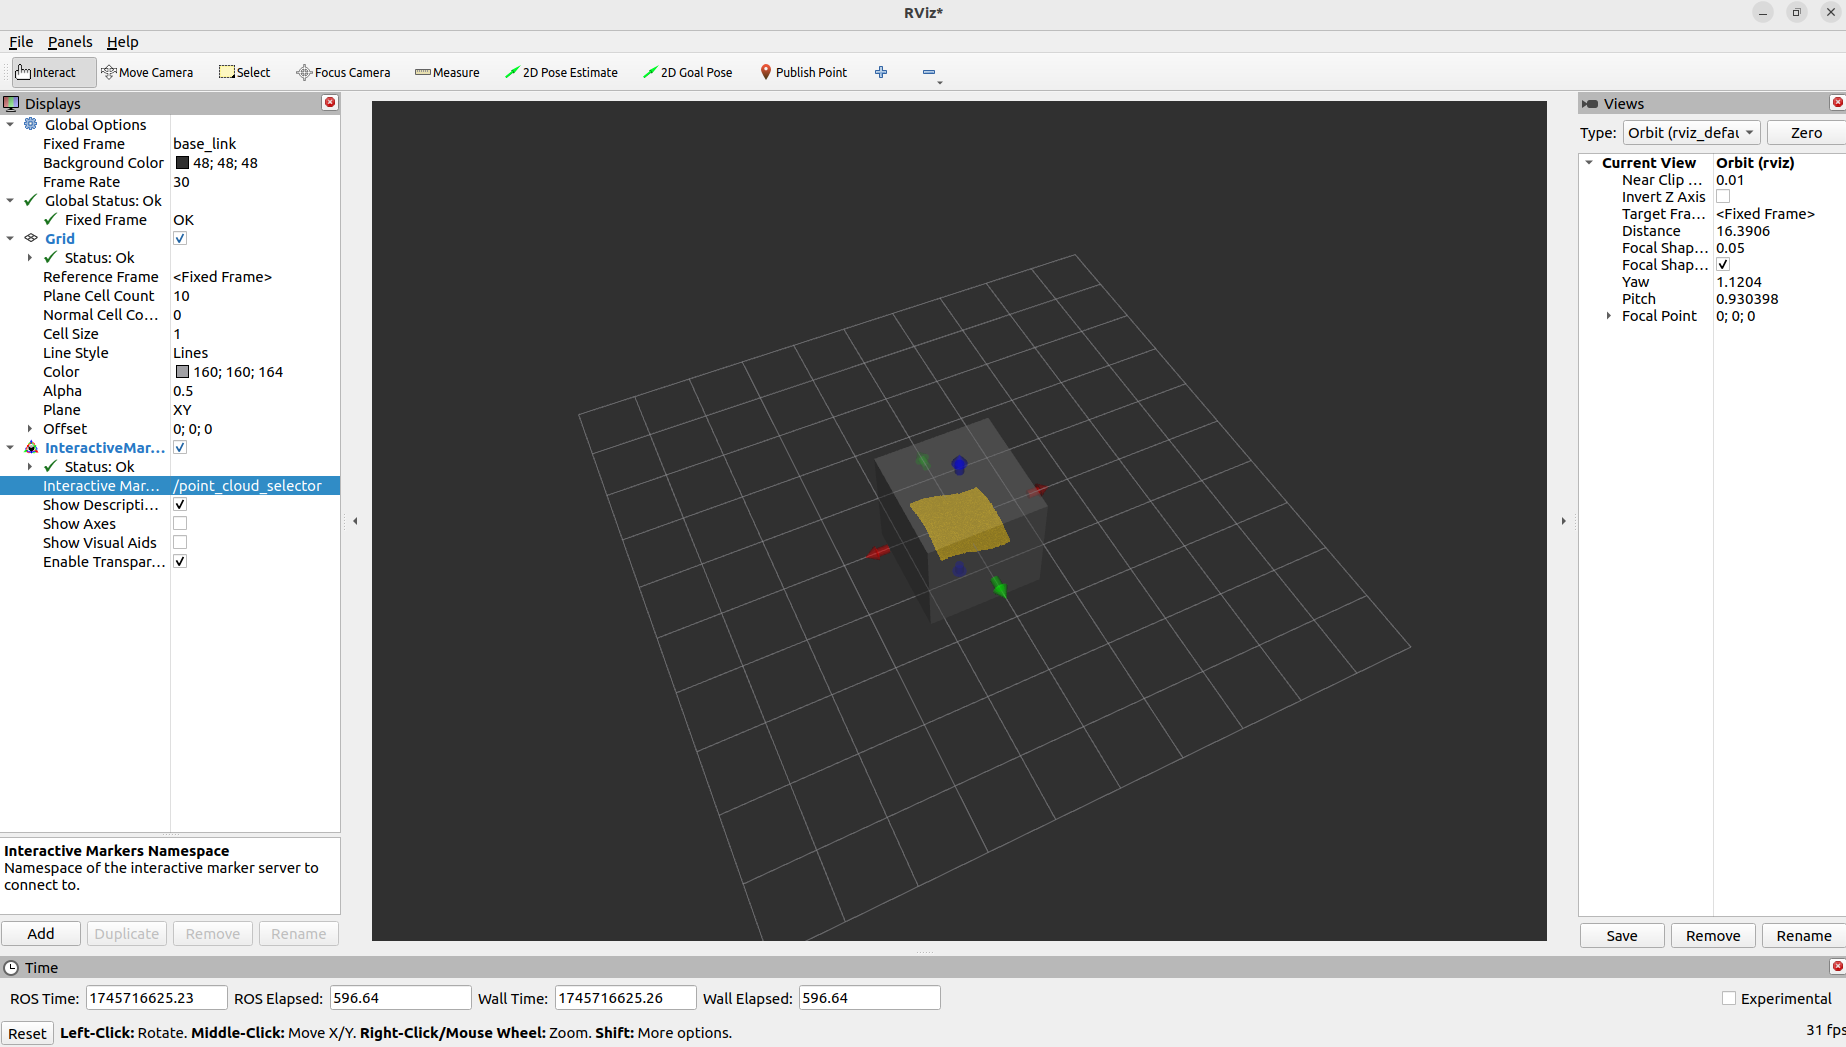 RViz*
File Panels Help
Interact Move Camera Select Focus Camera Measure 2D Pose Estimate 2D Goal Pose Publish Point
Displays
Global Options
Fixed Frame base_link
Background Color 48; 48; 48
Frame Rate 30
Global Status: Ok
Fixed Frame OK
Grid
Status: Ok
Reference Frame <Fixed Frame>
Plane Cell Count 10
Normal Cell Co... 0
Cell Size 1
Line Style Lines
Color 160; 160; 164
Alpha 0.5
Plane XY
Offset 0; 0; 0
InteractiveMar...
Status: Ok
Interactive Mar... /point_cloud_selector
Show Descripti...
Show Axes
Show Visual Aids
Enable Transpar...
Interactive Markers Namespace
Namespace of the interactive marker server to
connect to.
Add Duplicate Remove Rename
Views
Type: Orbit (rviz_defau Zero
Current View Orbit (rviz)
Near Clip ... 0.01
Invert Z Axis
Target Fra... <Fixed Frame>
Distance 16.3906
Focal Shap... 0.05
Focal Shap...
Yaw 1.1204
Pitch 0.930398
Focal Point 0; 0; 0
Save Remove Rename
Time
ROS Time: 1745716625.23 ROS Elapsed: 596.64 Wall Time: 1745716625.26 Wall Elapsed: 596.64 Experimental
Reset Left-Click: Rotate. Middle-Click: Move X/Y. Right-Click/Mouse Wheel: Zoom. Shift: More options. 31 fps